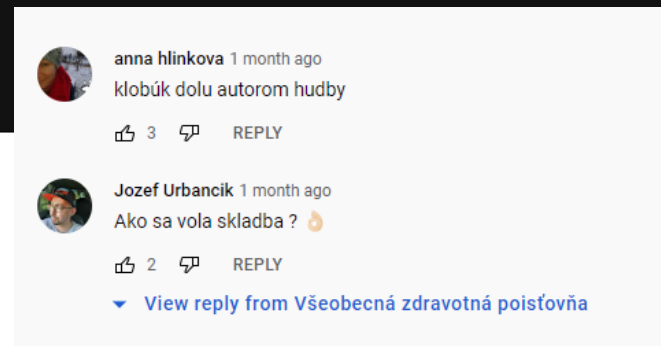 anna hlinkova 1 month ago
klobúk dolu autorom hudby
3 REPLY
Jozef Urbancik 1 month ago
Ako sa vola skladba ? 👌🏻
2 REPLY
View reply from Všeobecná zdravotná poisťovňa